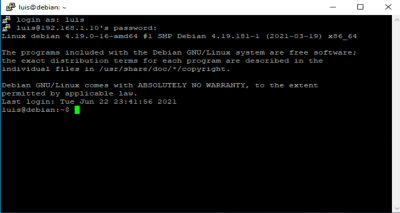 luis@debian: ~
login as: luis
luis@192.168.1.10's password:
Linux debian 4.19.0-16-amd64 #1 SMP Debian 4.19.181-1 (2021-03-19) x86_64
The programs included with the Debian GNU/Linux system are free software;
the exact distribution terms for each program are described in the
individual files in /usr/share/doc/*/copyright.
Debian GNU/Linux comes with ABSOLUTELY NO WARRANTY, to the extent
permitted by applicable law.
Last login: Tue Jun 22 23:41:56 2021
luis@debian:~$